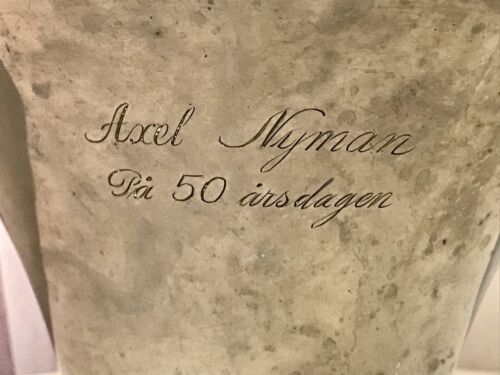 Axel Nyman
På 50 årsdagen